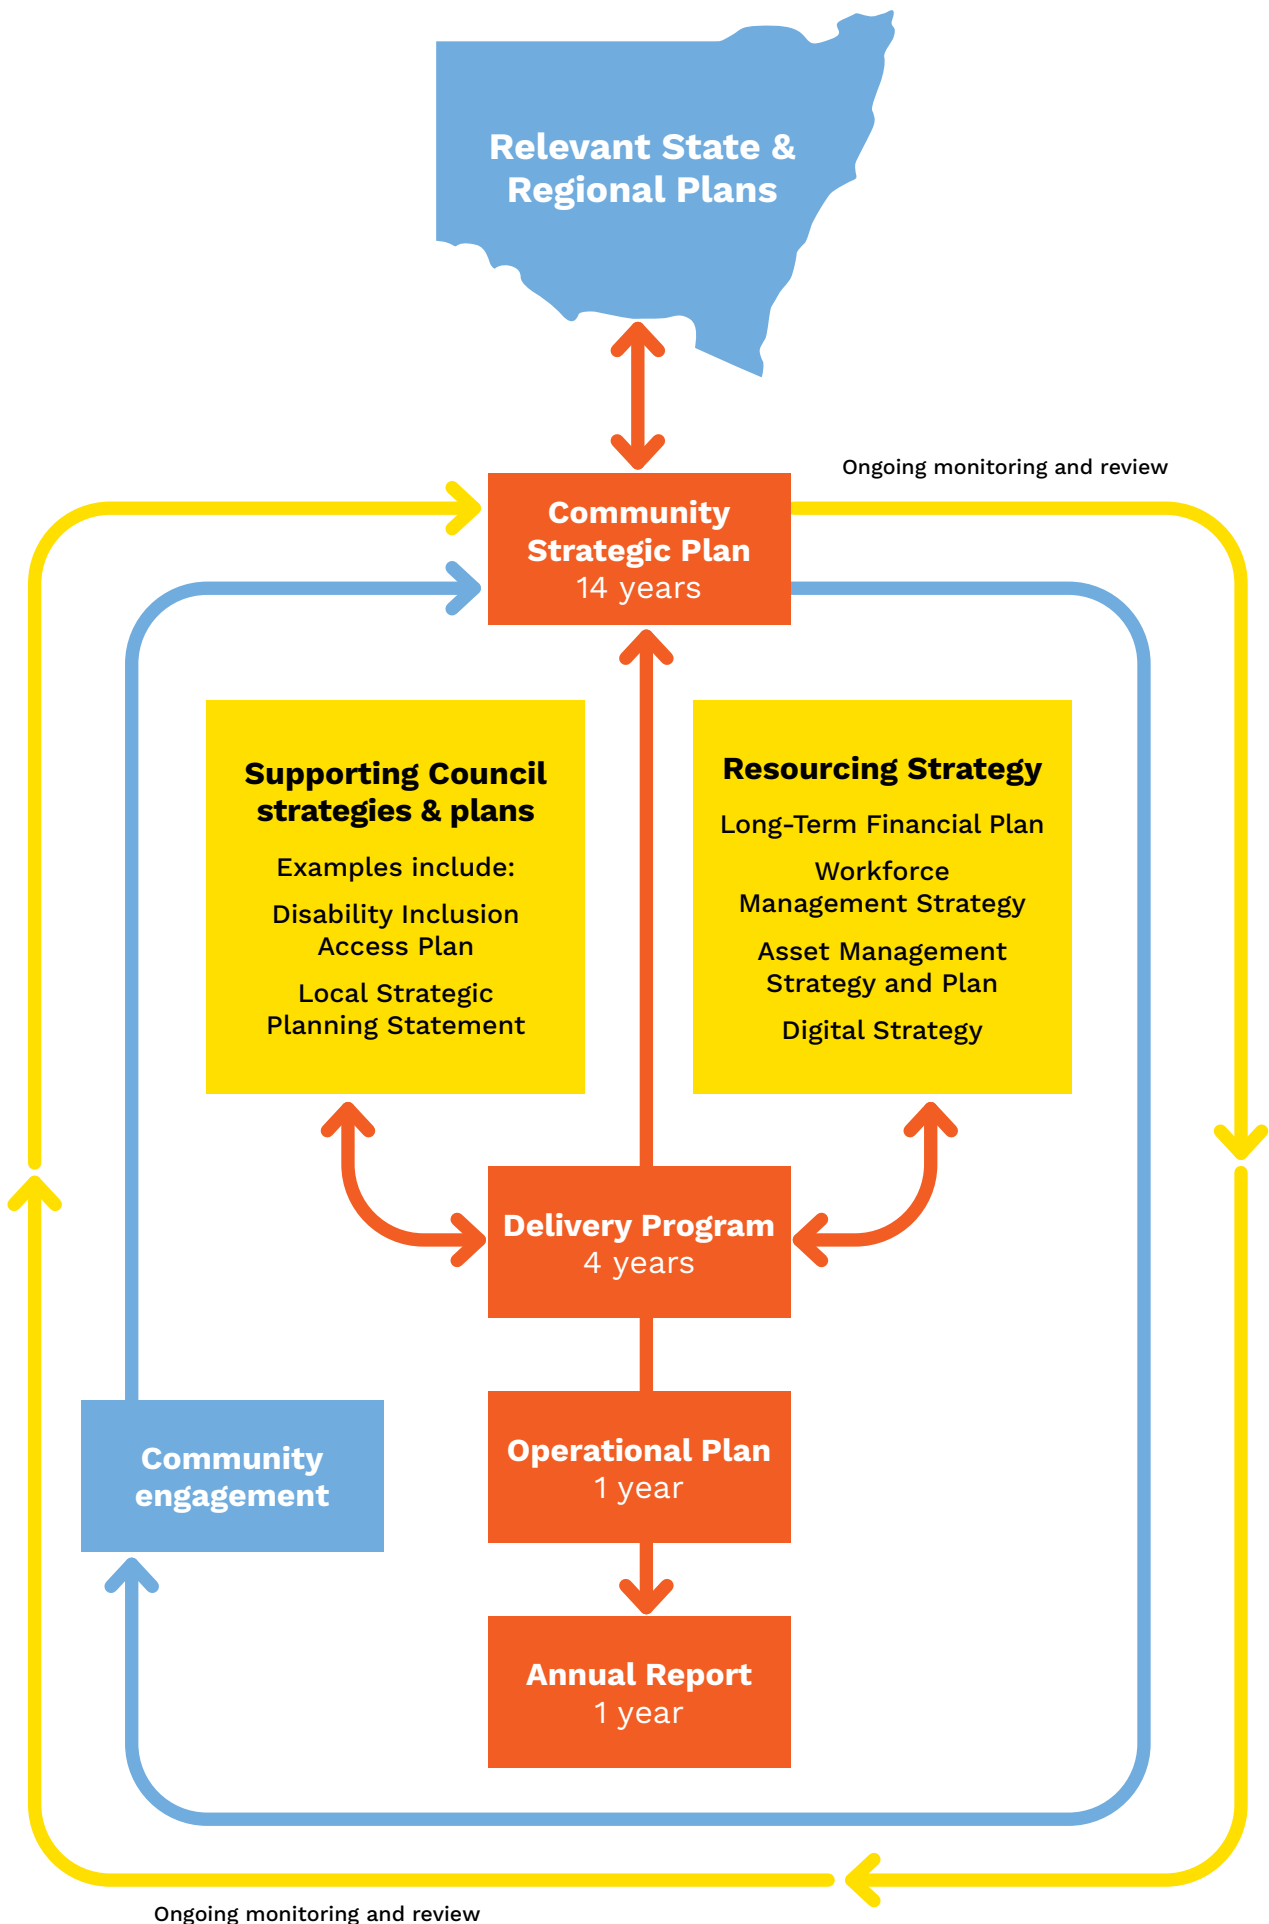 Relevant State &
Regional Plans
Ongoing monitoring and review
Community
Strategic Plan
14 years
Supporting Council
strategies & plans
Examples include:
Disability Inclusion
Access Plan
Local Strategic
Planning Statement
Resourcing Strategy
Long-Term Financial Plan
Workforce
Management Strategy
Asset Management
Strategy and Plan
Digital Strategy
Delivery Program
4 years
Community
engagement
Operational Plan
1 year
Annual Report
1 year
Ongoing monitoring and review